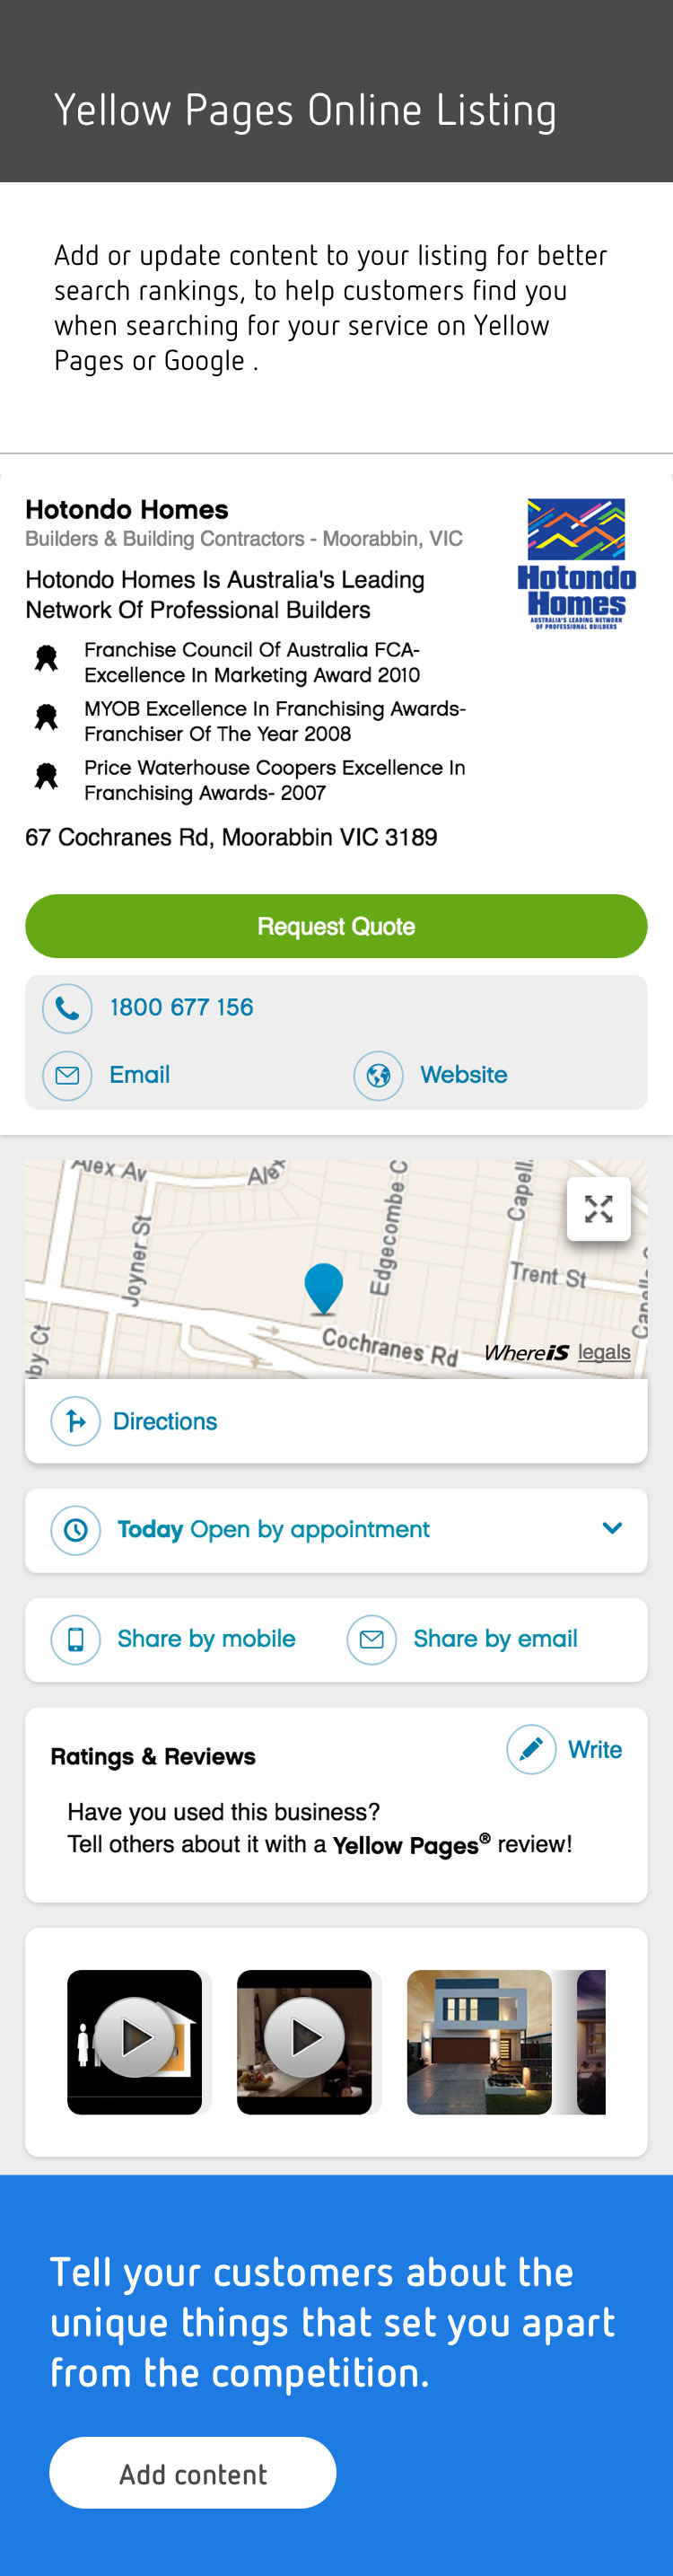 Yellow Pages Online Listing
Add or update content to your listing for better
search rankings, to help customers find you
when searching for your service on Yellow
Pages or Google .
Hotondo Homes
Builders & Building Contractors - Moorabbin, VIC
Hotondo Homes Is Australia's Leading
Network Of Professional Builders
Hotondo
Homes
AUSTRALIA'S LEADING NETWORK
OF PROFESSIONAL BUILDERS
Franchise Council Of Australia FCA-
Excellence In Marketing Award 2010
MYOB Excellence In Franchising Awards-
Franchiser Of The Year 2008
Price Waterhouse Coopers Excellence In
Franchising Awards- 2007
67 Cochranes Rd, Moorabbin VIC 3189
Request Quote
1800 677 156
Email
Website
Alex Av
Alex
Joyner St
Edgecombe C
Capell
Trent St
Capell
by Ct
Cochranes Rd
Whereis legals
Directions
Today Open by appointment
Share by mobile
Share by email
Ratings & Reviews
Write
Have you used this business?
Tell others about it with a Yellow Pages® review!
Tell your customers about the
unique things that set you apart
from the competition.
Add content